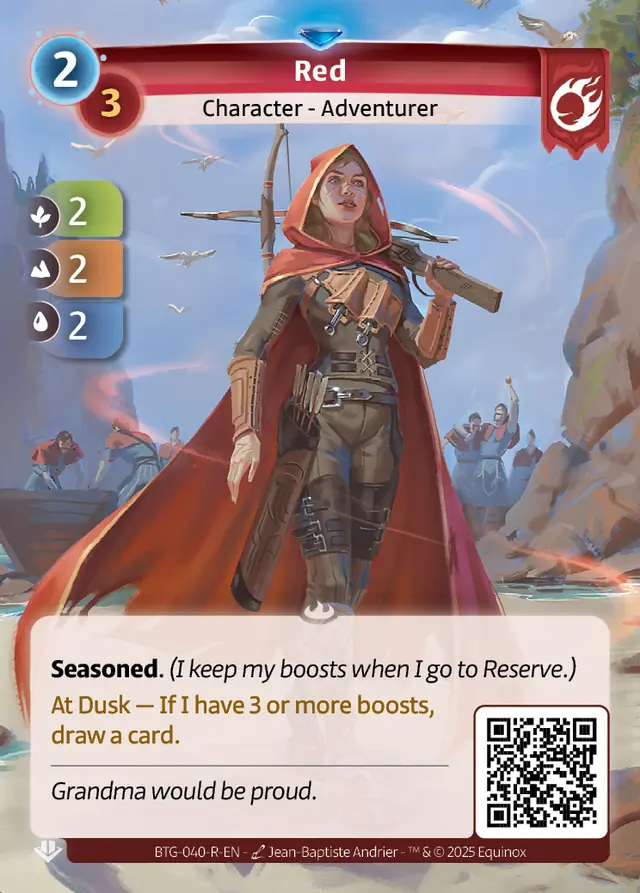 2
Red
3
Character - Adventurer
2
2
2
Seasoned. (I keep my boosts when I go to Reserve.)
At Dusk — If I have 3 or more boosts,
draw a card.
Grandma would be proud.
BTG-040-R-EN - Jean-Baptiste Andrier - ™ & © 2025 Equinox